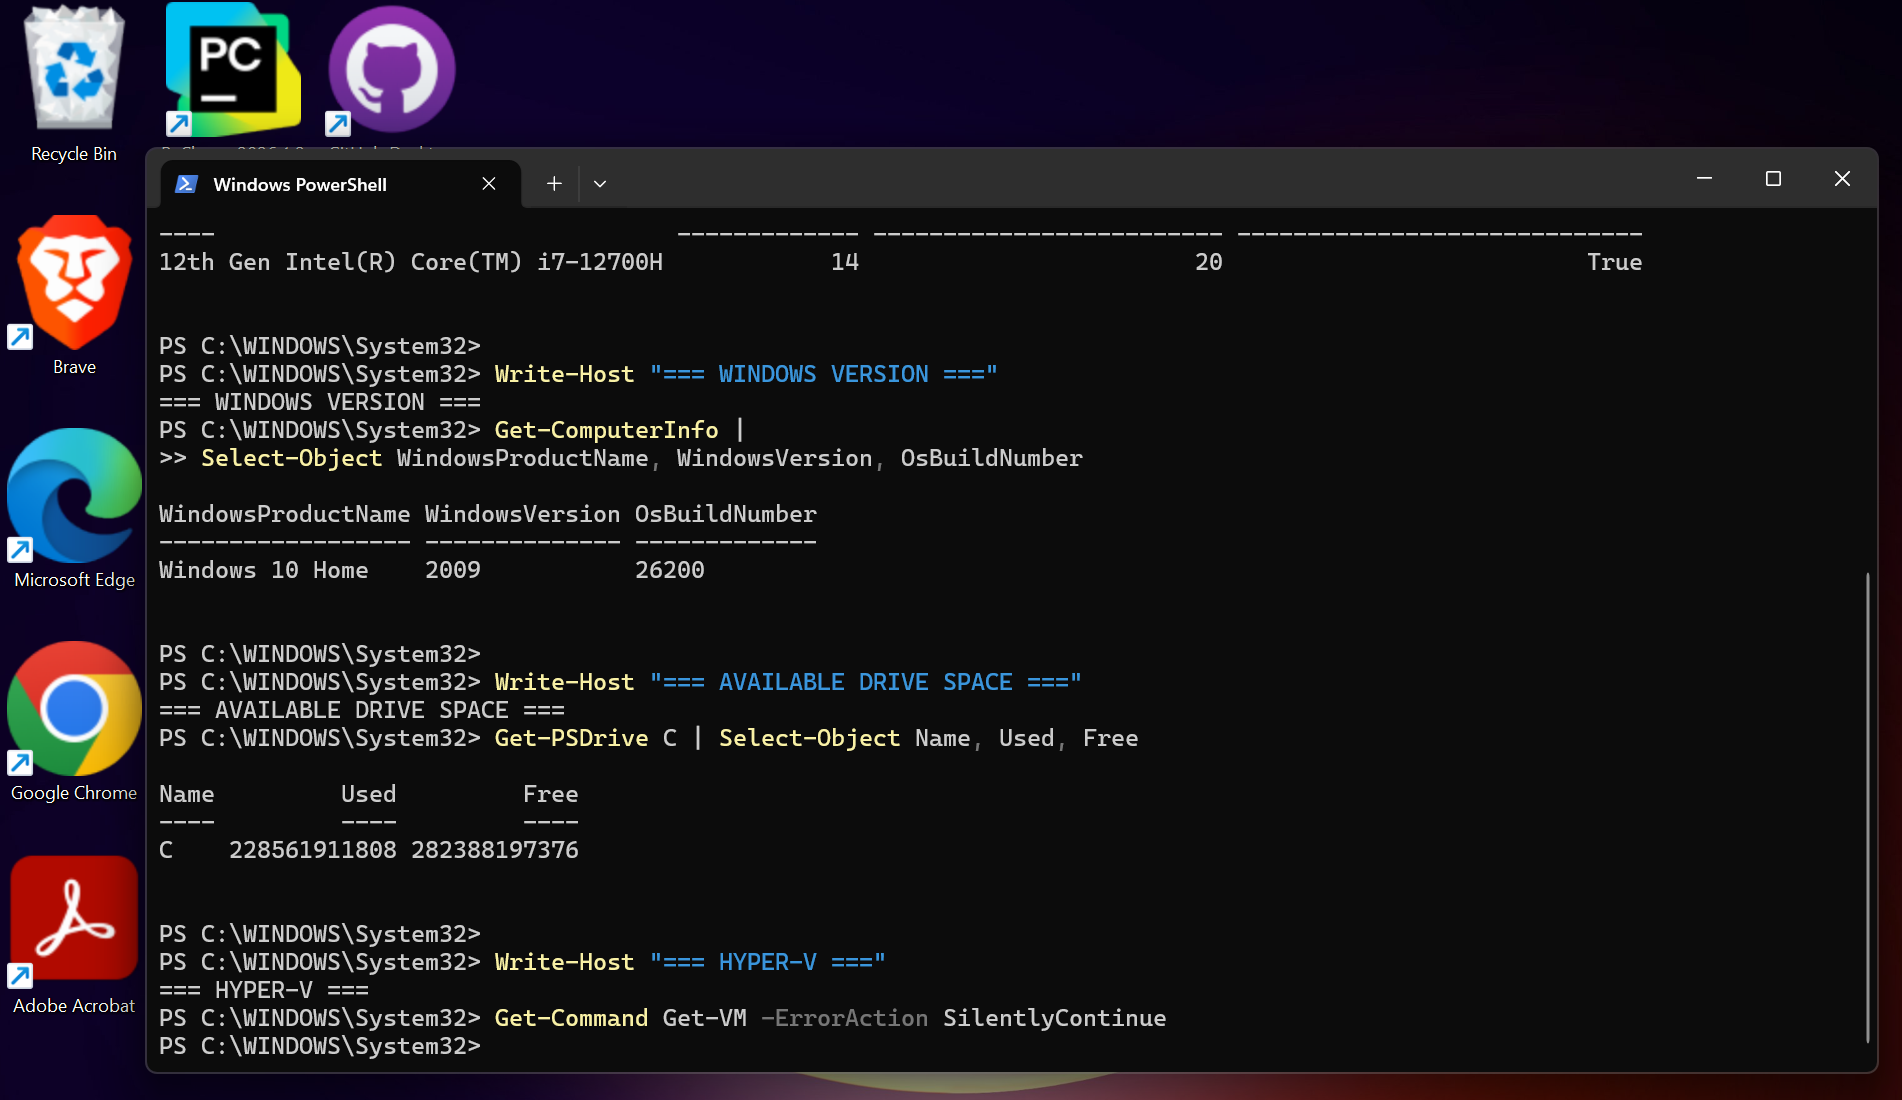 PC
Recycle Bin
Windows PowerShell
---- ------------- ------------------------- -----------------------------
12th Gen Intel(R) Core(TM) i7-12700H 14 20 True
PS C:\WINDOWS\System32>
PS C:\WINDOWS\System32> Write-Host "=== WINDOWS VERSION ==="
=== WINDOWS VERSION ===
PS C:\WINDOWS\System32> Get-ComputerInfo |
>> Select-Object WindowsProductName, WindowsVersion, OsBuildNumber
WindowsProductName WindowsVersion OsBuildNumber
------------------ -------------- -------------
Windows 10 Home 2009 26200
PS C:\WINDOWS\System32>
PS C:\WINDOWS\System32> Write-Host "=== AVAILABLE DRIVE SPACE ==="
=== AVAILABLE DRIVE SPACE ===
PS C:\WINDOWS\System32> Get-PSDrive C | Select-Object Name, Used, Free
Name Used Free
---- ---- ----
C 228561911808 282388197376
PS C:\WINDOWS\System32>
PS C:\WINDOWS\System32> Write-Host "=== HYPER-V ==="
=== HYPER-V ===
PS C:\WINDOWS\System32> Get-Command Get-VM -ErrorAction SilentlyContinue
PS C:\WINDOWS\System32>
Brave
Microsoft Edge
Google Chrome
Adobe Acrobat